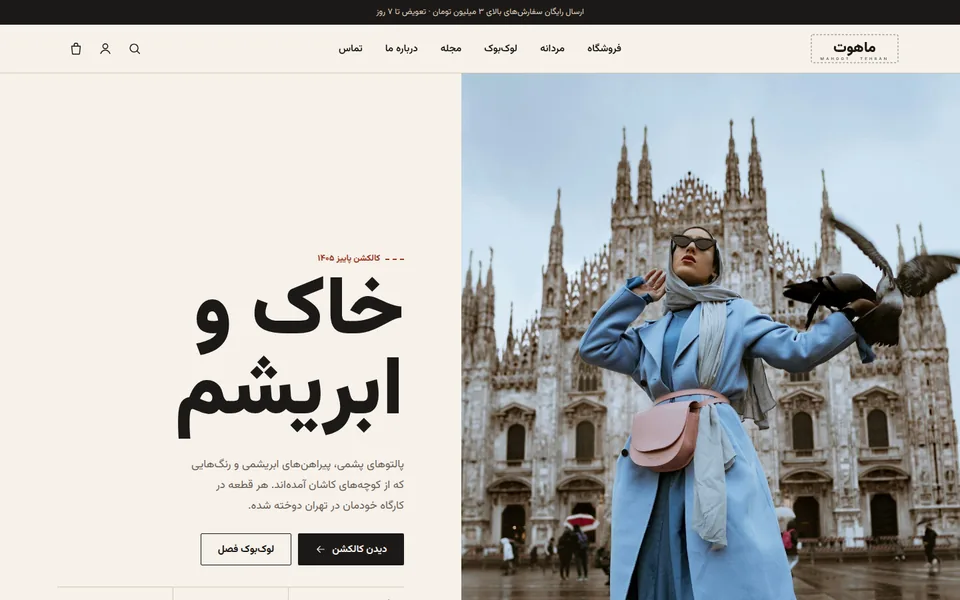 ارسال رایگان سفارش‌های بالای ۳ میلیون تومان · تعویض تا ۷ روز
ماهوت
MAHOOT · TEHRAN
فروشگاه
مردانه
لوک‌بوک
مجله
درباره ما
تماس
کالکشن پاییز ۱۴۰۵
خاک و
ابریشم
پالتوهای پشمی، پیراهن‌های ابریشمی و رنگ‌هایی
که از کوچه‌های کاشان آمده‌اند. هر قطعه در
کارگاه خودمان در تهران دوخته شده.
دیدن کالکشن ←
لوک‌بوک فصل